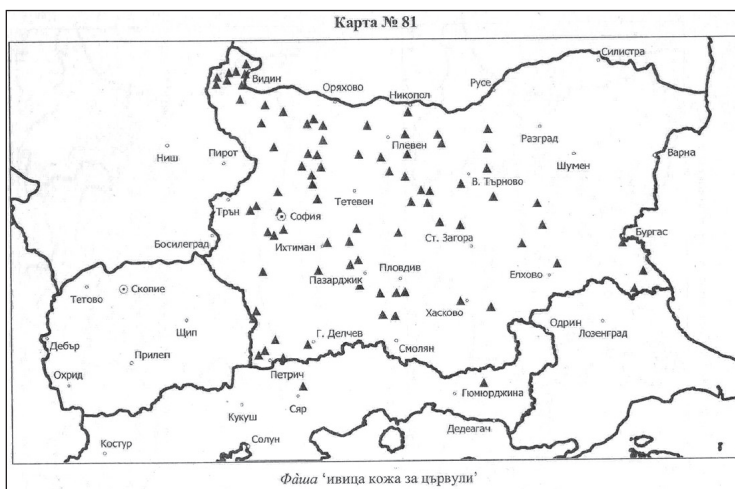 Карта № 81
Силистра
Видин
Оряхово
Никопол
Русе
Плевен
Разград
Шумен
Варна
Ниш
Пирот
В. Търново
Тетевен
Трън
София
Босилеград
Ихтиман
Ст. Загора
Бургас
Пловдив
Пазарджик
Елхово
Тетово
Скопие
Хасково
Щип
Одрин
Лозенград
Дебър
Прилеп
Г. Делчев
Смолян
Петрич
Охрид
Гюмюрджина
Кукуш
Сяр
Дедеагач
Костур
Солун
Фа̀ша ‘ивица кожа за цървули’